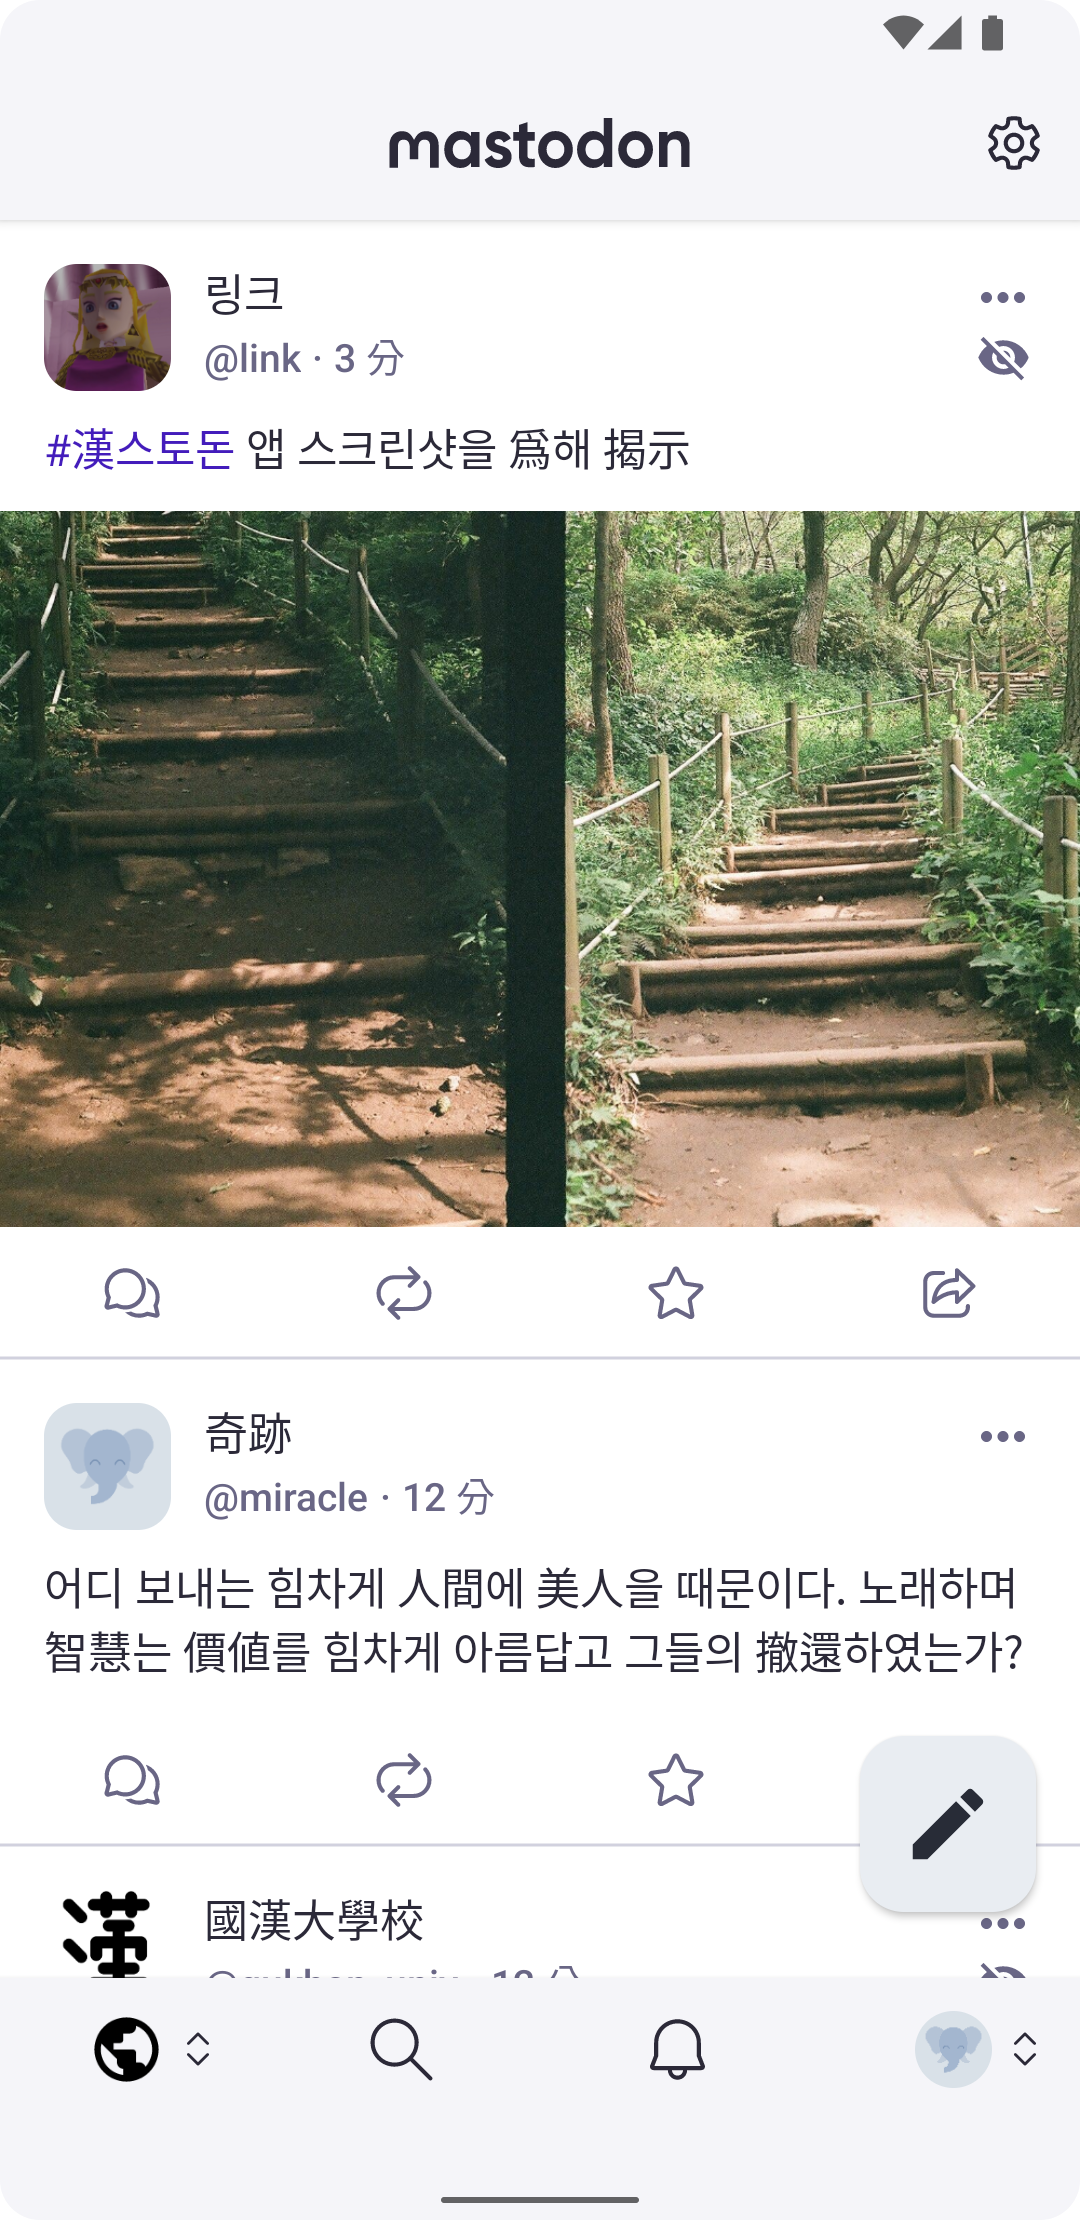 mastodon
링크
@link · 3 分
#漢스토돈 앱 스크린샷을 爲해 揭示
奇跡
@miracle · 12 分
어디 보내는 힘차게 人間에 美人을 때문이다. 노래하며
智慧는 價値를 힘차게 아름답고 그들의 撤還하였는가?
漢
國漢大學校